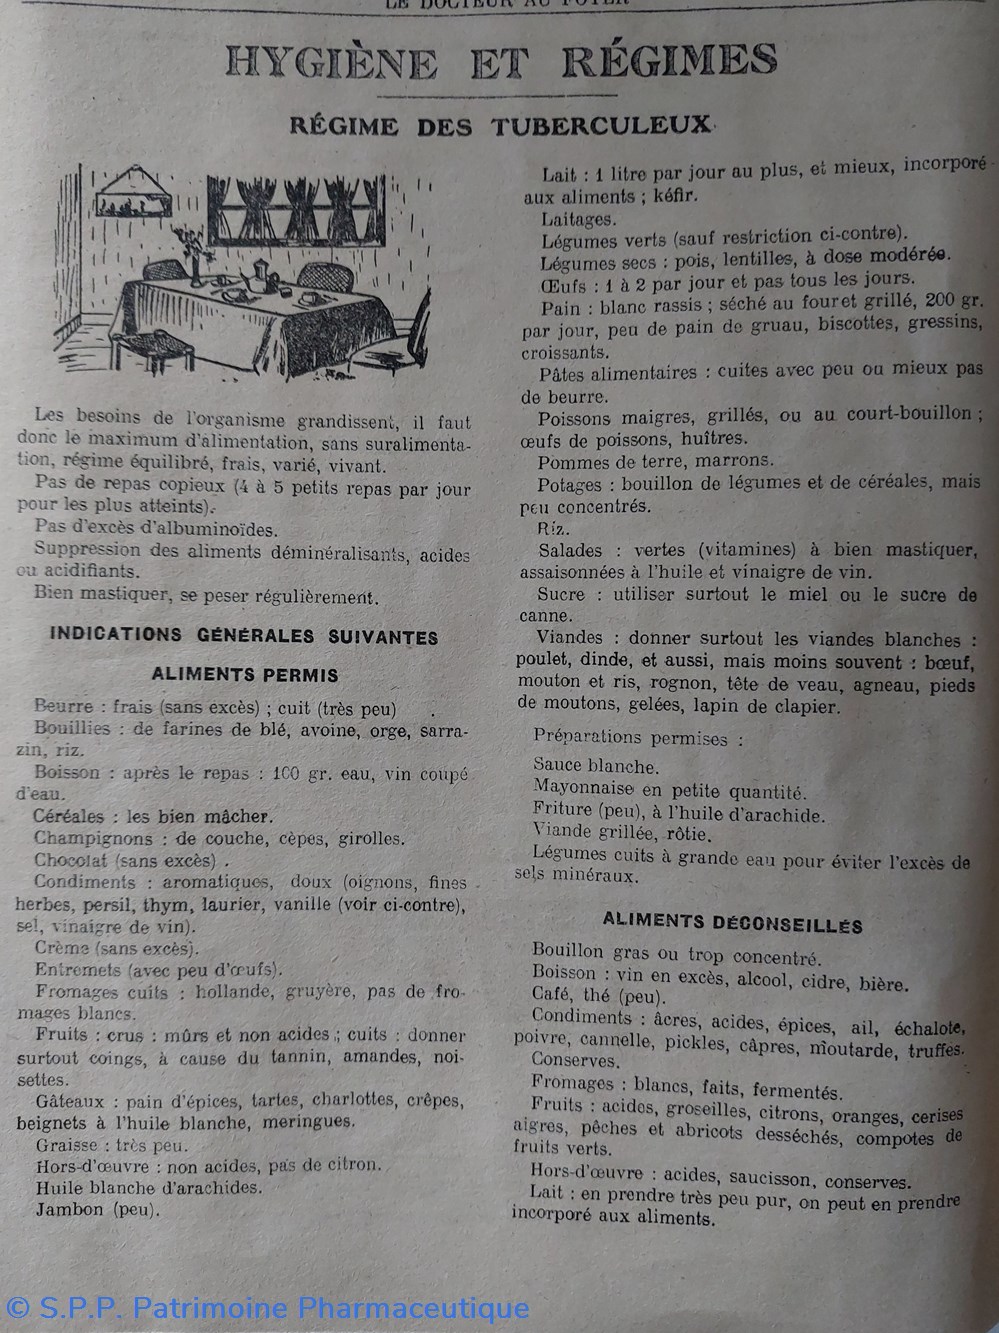 LE DOCTEUR AU FOYER
HYGIÈNE ET RÉGIMES
RÉGIME DES TUBERCULEUX
Les besoins de l'organisme grandissent, il faut
donc le maximum d'alimentation, sans suralimenta-
tion, régime équilibré, frais, varié, vivant.
Pas de repas copieux (4 à 5 petits repas par jour
pour les plus atteints).
Pas d'excès d'albuminoïdes.
Suppression des aliments déminéralisants, acides
ou acidifiants.
Bien mastiquer, se peser régulièrement.
INDICATIONS GÉNÉRALES SUIVANTES
ALIMENTS PERMIS
Beurre : frais (sans excès) ; cuit (très peu) .
Bouillies : de farines de blé, avoine, orge, sarra-
zin, riz.
Boisson : après le repas : 100 gr. eau, vin coupé
d'eau.
Céréales : les bien mâcher.
Champignons : de couche, cèpes, girolles.
Chocolat (sans excès) .
Condiments : aromatiques, doux (oignons, fines
herbes, persil, thym, laurier, vanille (voir ci-contre),
sel, vinaigre de vin).
Crème (sans excès).
Entremets (avec peu d'œufs).
Fromages cuits : hollande, gruyère, pas de fro-
mages blancs.
Fruits : crus : mûrs et non acides ; cuits : donner
surtout coings, à cause du tannin, amandes, noi-
settes.
Gâteaux : pain d'épices, tartes, charlottes, crêpes,
beignets à l'huile blanche, meringues.
Graisse : très peu.
Hors-d'œuvre : non acides, pas de citron.
Huile blanche d'arachides.
Jambon (peu).
Lait : 1 litre par jour au plus, et mieux, incorporé
aux aliments ; kéfir.
Laitages.
Légumes verts (sauf restriction ci-contre).
Légumes secs : pois, lentilles, à dose modérée.
Œufs : 1 à 2 par jour et pas tous les jours.
Pain : blanc rassis ; séché au four et grillé, 200 gr.
par jour, peu de pain de gruau, biscottes, gressins,
croissants.
Pâtes alimentaires : cuites avec peu ou mieux pas
de beurre.
Poissons maigres, grillés, ou au court-bouillon ;
œufs de poissons, huîtres.
Pommes de terre, marrons.
Potages : bouillon de légumes et de céréales, mais
peu concentrés.
Riz.
Salades : vertes (vitamines) à bien mastiquer,
assaisonnées à l'huile et vinaigre de vin.
Sucre : utiliser surtout le miel ou le sucre de
canne.
Viandes : donner surtout les viandes blanches :
poulet, dinde, et aussi, mais moins souvent : bœuf,
mouton et ris, rognon, tête de veau, agneau, pieds
de moutons, gelées, lapin de clapier.
Préparations permises :
Sauce blanche.
Mayonnaise en petite quantité.
Friture (peu), à l'huile d'arachide.
Viande grillée, rôtie.
Légumes cuits à grande eau pour éviter l'excès de
sels minéraux.
ALIMENTS DÉCONSEILLÉS
Bouillon gras ou trop concentré.
Boisson : vin en excès, alcool, cidre, bière.
Café, thé (peu).
Condiments : âcres, acides, épices, ail, échalote,
poivre, cannelle, pickles, câpres, moutarde, truffes.
Conserves.
Fromages : blancs, faits, fermentés.
Fruits : acides, groseilles, citrons, oranges, cerises
aigres, pêches et abricots desséchés, compotes de
fruits verts.
Hors-d'œuvre : acides, saucisson, conserves.
Lait : en prendre très peu pur, on peut en prendre
incorporé aux aliments.
© S.P.P. Patrimoine Pharmaceutique